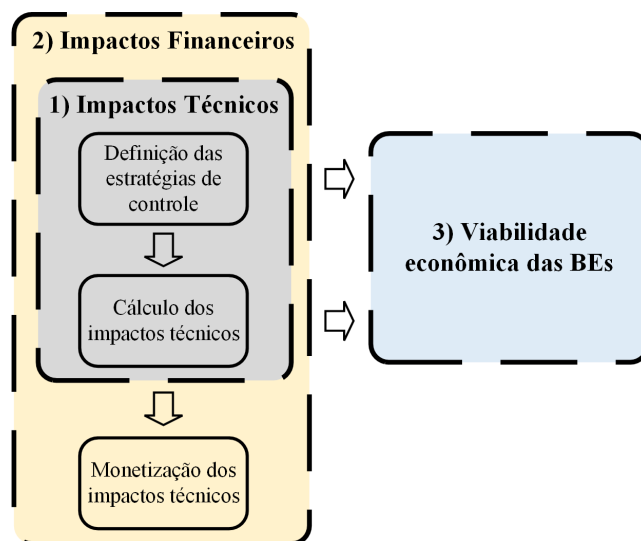 2) Impactos Financeiros
1) Impactos Técnicos
Definição das
estratégias de
controle
Cálculo dos
impactos técnicos
Monetização dos
impactos técnicos
3) Viabilidade
econômica das BEs